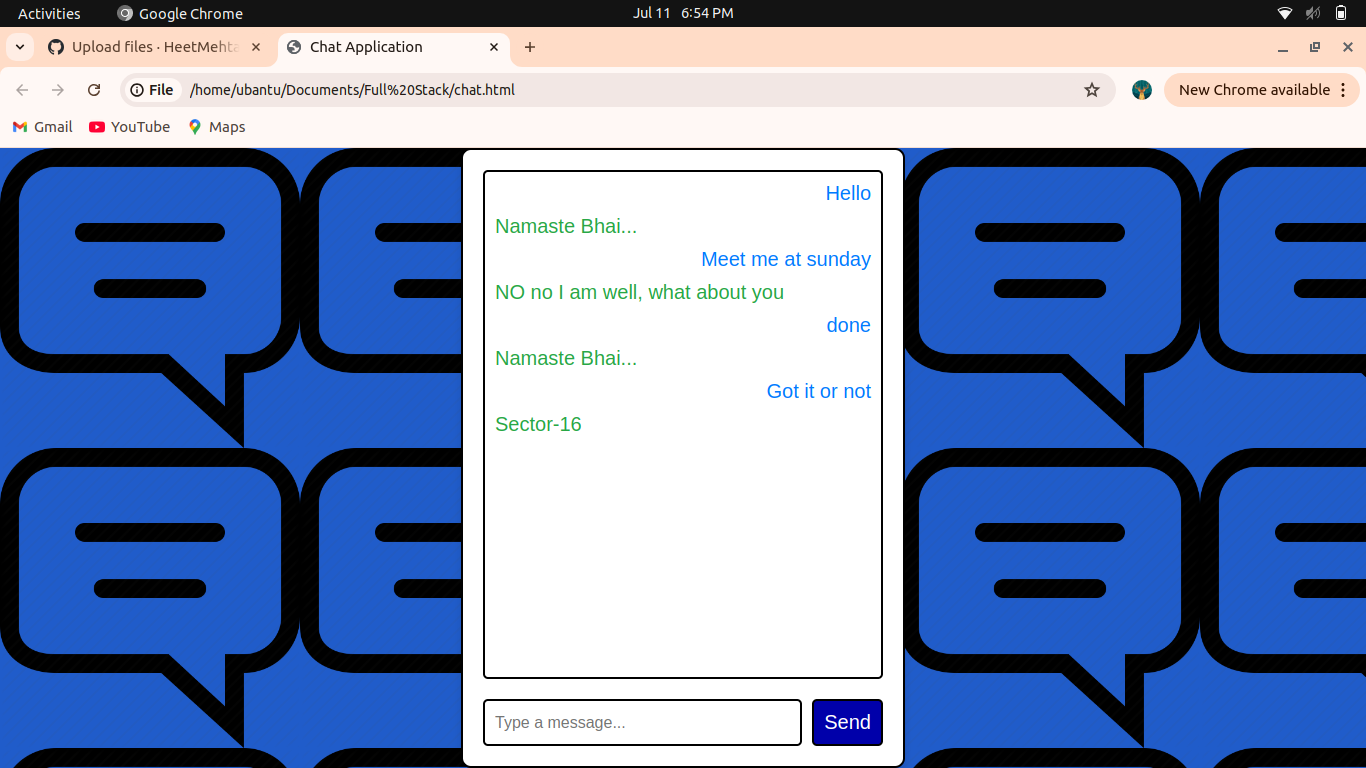 Activities Google Chrome Jul 11 6:54 PM
Upload files · HeetMehta Chat Application
File /home/ubantu/Documents/Full%20Stack/chat.html New Chrome available
Gmail YouTube Maps
Hello
Namaste Bhai...
Meet me at sunday
NO no I am well, what about you
done
Namaste Bhai...
Got it or not
Sector-16
Type a message... Send